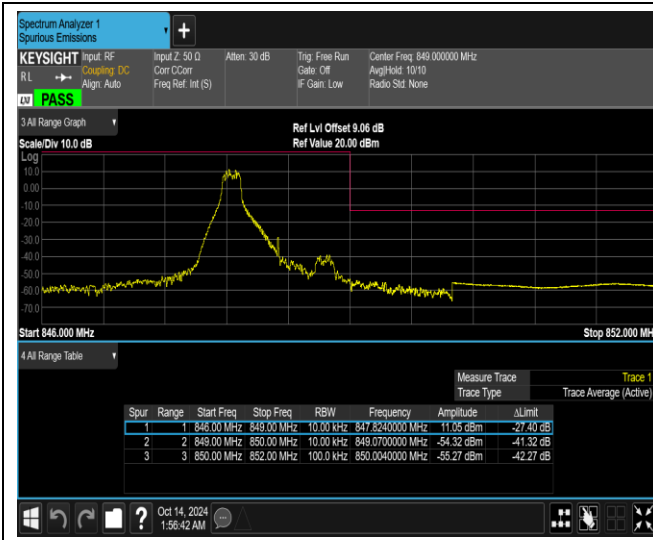 Spectrum Analyzer 1
Spurious Emissions
KEYSIGHT Input: RF Input Z: 50 Ω Atten: 30 dB Trig: Free Run Center Freq: 849.000000 MHz
RL Coupling: DC Corr CCorr Gate: Off Avg|Hold: 10/10
Align: Auto Freq Ref: Int (S) IF Gain: Low Radio Std: None
LXI PASS
3 All Range Graph
Ref Lvl Offset 9.06 dB
Scale/Div 10.0 dB Ref Value 20.00 dBm
Log
10.0
0.00
-10.0
-20.0
-30.0
-40.0
-50.0
-60.0
-70.0
Start 846.000 MHz Stop 852.000 MH
4 All Range Table
Measure Trace Trace 1
Trace Type Trace Average (Active)
Spur Range Start Freq Stop Freq RBW Frequency Amplitude ΔLimit
1 1 846.00 MHz 849.00 MHz 10.00 kHz 847.8240000 MHz 11.05 dBm -27.40 dB
2 2 849.00 MHz 850.00 MHz 10.00 kHz 849.0700000 MHz -54.32 dBm -41.32 dB
3 3 850.00 MHz 852.00 MHz 100.0 kHz 850.0040000 MHz -55.27 dBm -42.27 dB
Oct 14, 2024
1:56:42 AM